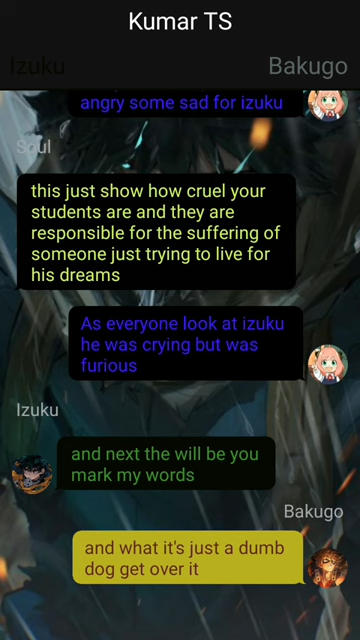 Kumar TS
Izuku
Bakugo
angry some sad for izuku
Soul
this just show how cruel your
students are and they are
responsible for the suffering of
someone just trying to live for
his dreams
As everyone look at izuku
he was crying but was
furious
Izuku
and next the will be you
mark my words
Bakugo
and what it's just a dumb
dog get over it